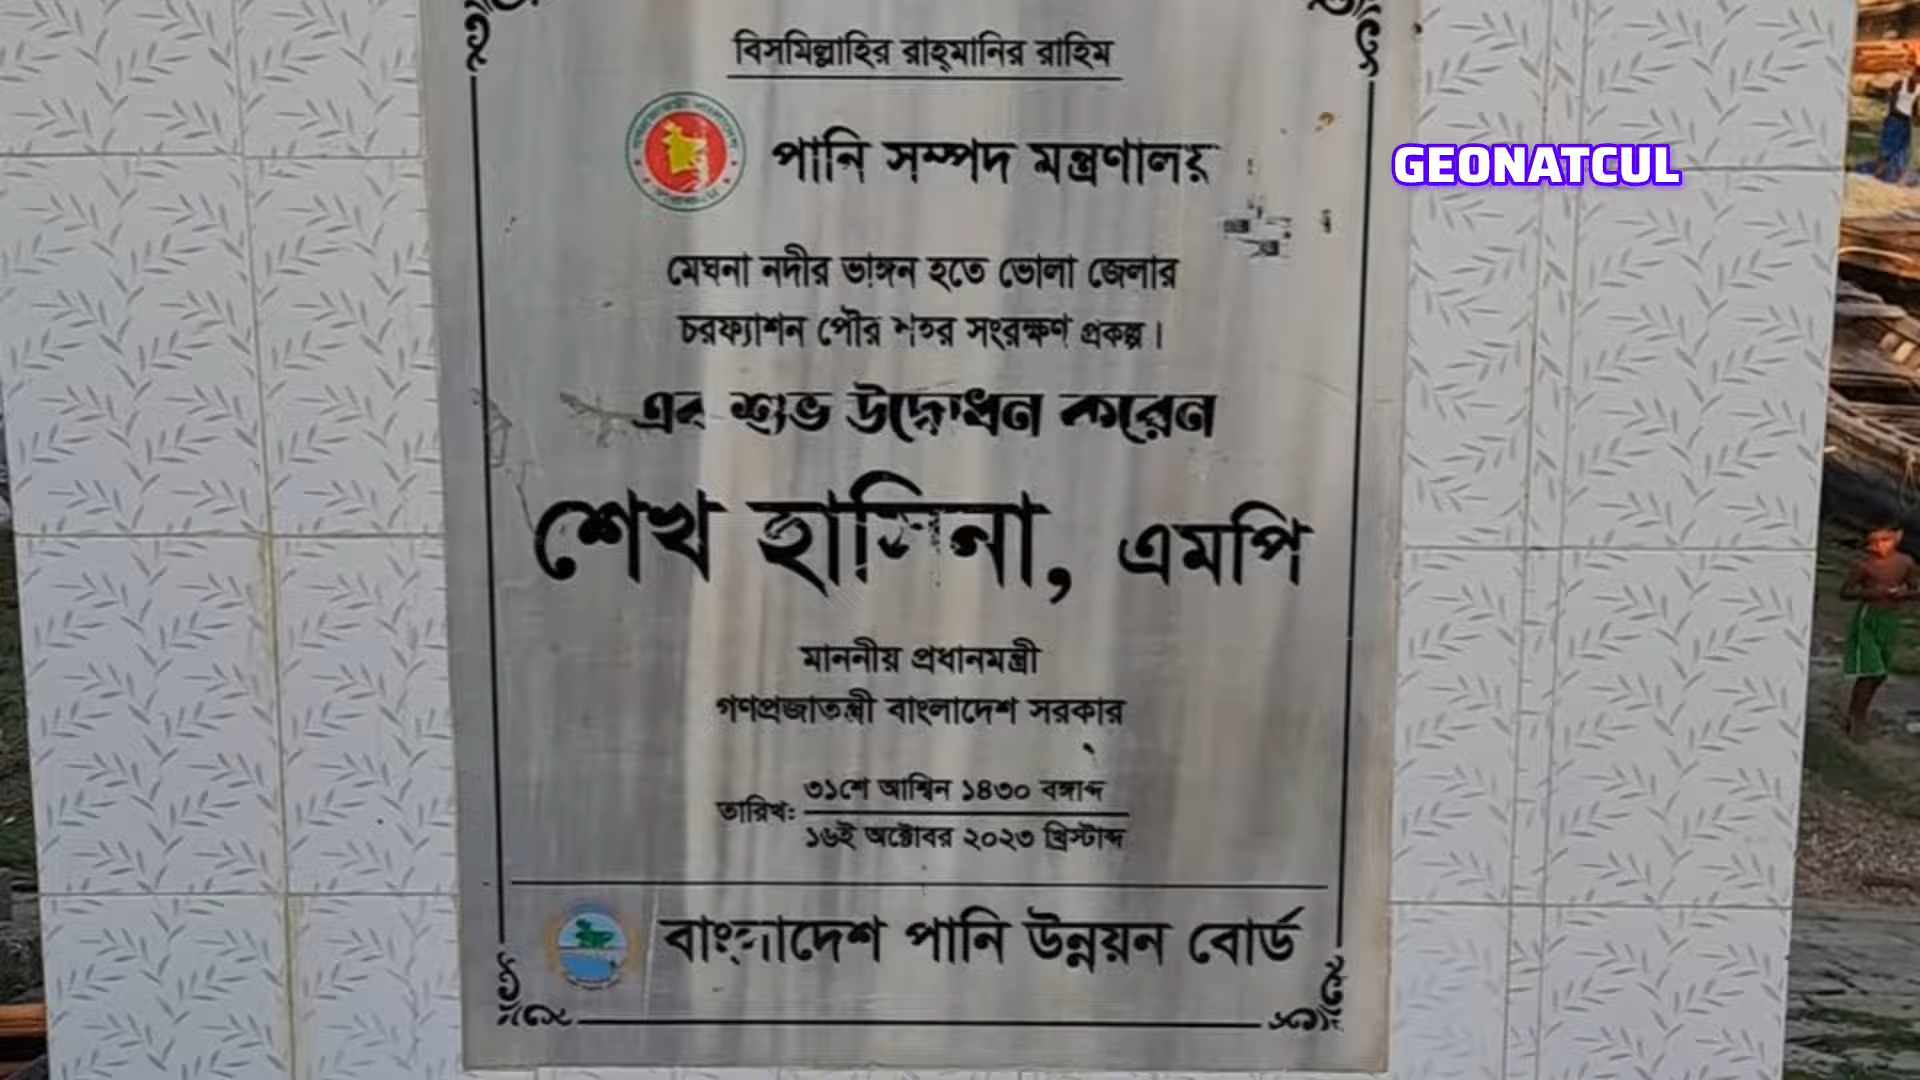 বিসমিল্লাহির রাহ্‌মানির রাহিম
পানি সম্পদ মন্ত্রণালয়
GEONATCUL
মেঘনা নদীর ভাঙ্গন হতে ভোলা জেলার
চরফ্যাশন পৌর শহর সংরক্ষণ প্রকল্প।
এর শুভ উদ্বোধন করেন
শেখ হাসিনা, এমপি
মাননীয় প্রধানমন্ত্রী
গণপ্রজাতন্ত্রী বাংলাদেশ সরকার
তারিখ: ৩১শে আশ্বিন ১৪৩০ বঙ্গাব্দ
১৬ই অক্টোবর ২০২৩ খ্রিস্টাব্দ
বাংলাদেশ পানি উন্নয়ন বোর্ড